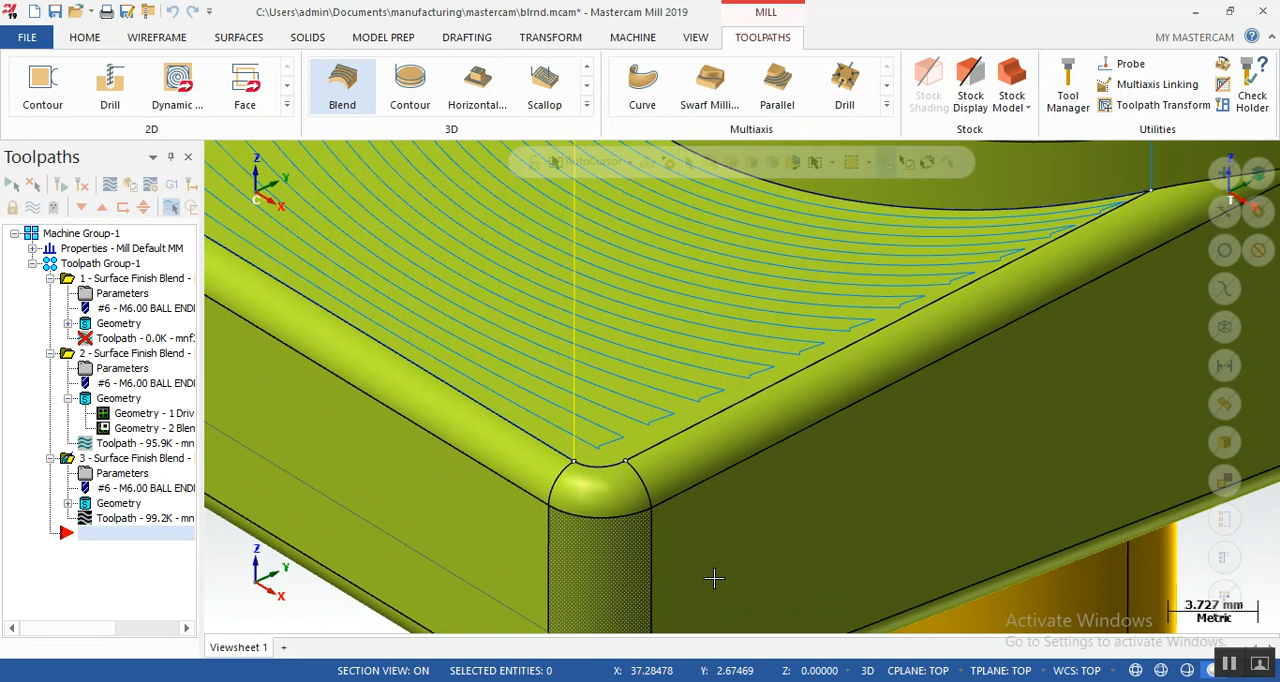 19
C:\Users\admin\Documents\manufacturing\mastercam\blrnd.mcam* - Mastercam Mill 2019
MILL
FILE HOME WIREFRAME SURFACES SOLIDS MODEL PREP DRAFTING TRANSFORM MACHINE VIEW TOOLPATHS MY MASTERCAM
Contour Drill Dynamic ... Face Blend Contour Horizontal... Scallop Curve Swarf Milli... Parallel Drill Stock Shading Stock Display Stock Model Tool Manager Probe Multiaxis Linking Toolpath Transform Check Holder
2D 3D Multiaxis Stock Utilities
Toolpaths
G1
Machine Group-1
Properties - Mill Default MM
Toolpath Group-1
1 - Surface Finish Blend -
Parameters
#6 - M6.00 BALL ENDI
Geometry
Toolpath - 0.0K - mnf:
2 - Surface Finish Blend -
Parameters
#6 - M6.00 BALL ENDI
Geometry
Geometry - 1 Driv
Geometry - 2 Blen
Toolpath - 95.9K - mn
3 - Surface Finish Blend -
Parameters
#6 - M6.00 BALL ENDI
Geometry
Toolpath - 99.2K - mn
AutoCursor
Z
Y
X
C
Z
T
Z
Y
X
3.727 mm
Metric
Activate Windows
Go to Settings to activate Windows.
Viewsheet 1 +
SECTION VIEW: ON SELECTED ENTITIES: 0 X: 37.28478 Y: 2.67469 Z: 0.00000 3D CPLANE: TOP TPLANE: TOP WCS: TOP